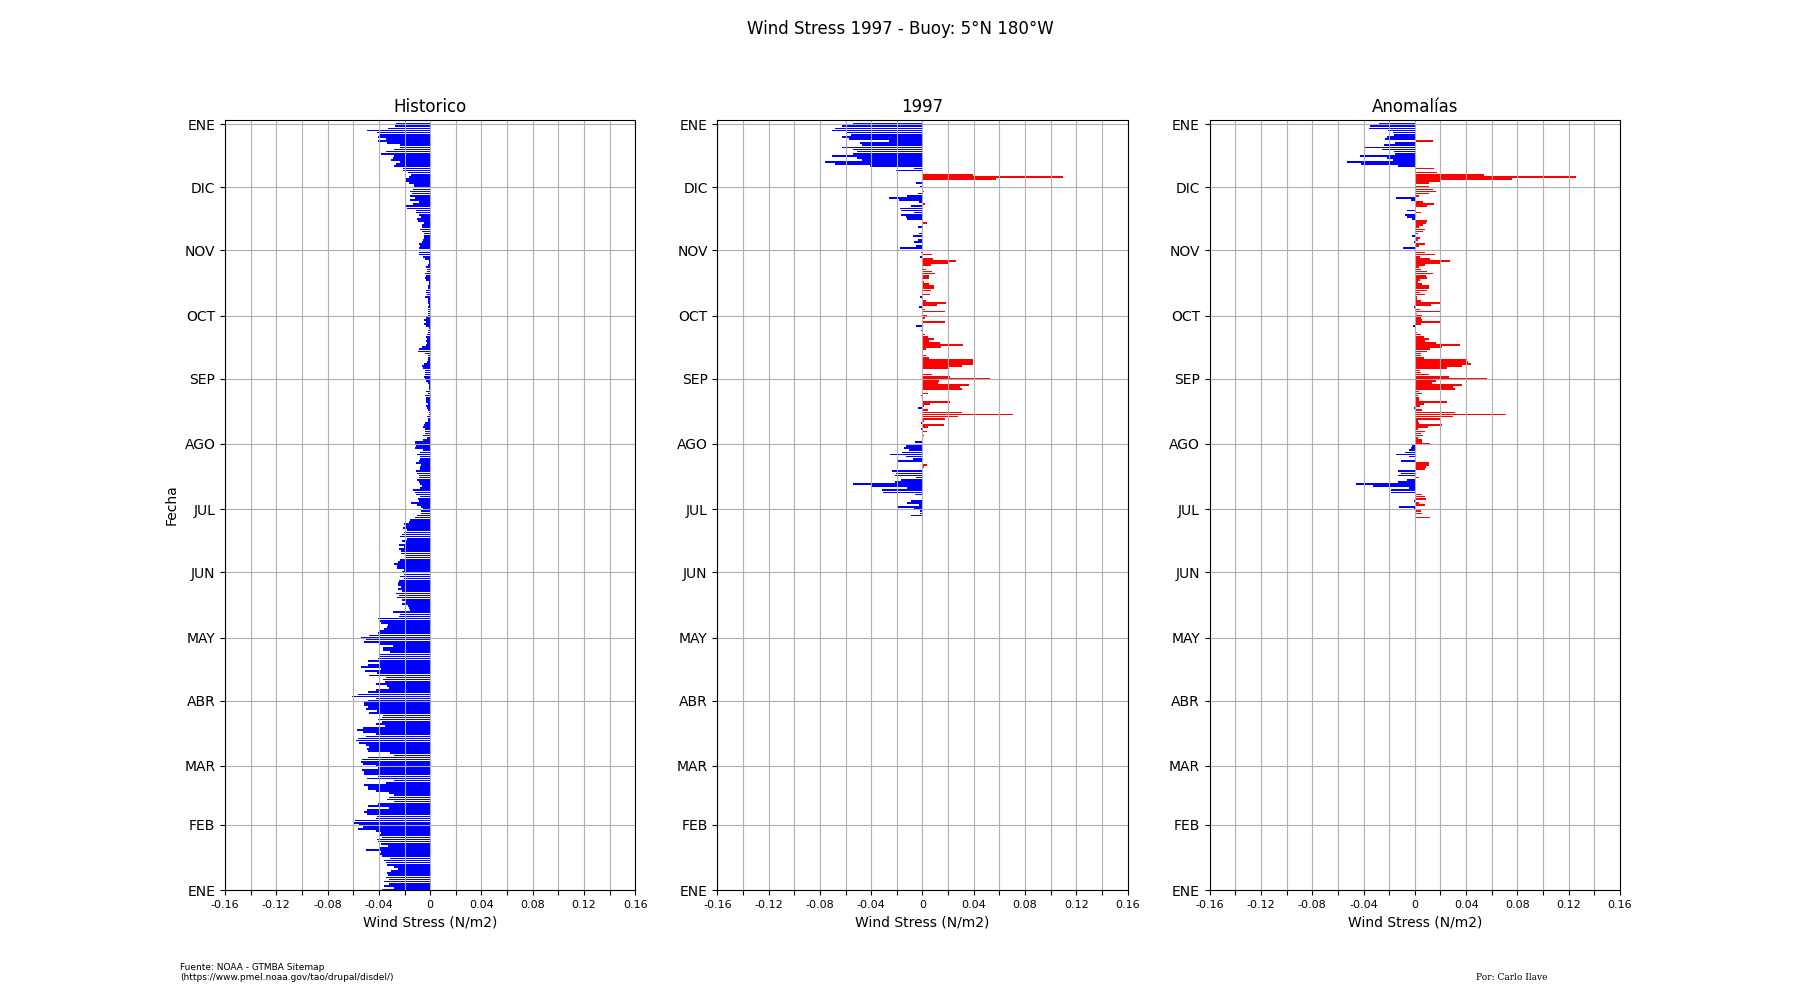 Wind Stress 1997 - Buoy: 5°N 180°W
Historico
ENE
DIC
NOV
OCT
SEP
AGO
JUL
JUN
MAY
ABR
MAR
FEB
ENE
Fecha
-0.16 -0.12 -0.08 -0.04 0 0.04 0.08 0.12 0.16
Wind Stress (N/m2)
1997
ENE
DIC
NOV
OCT
SEP
AGO
JUL
JUN
MAY
ABR
MAR
FEB
ENE
-0.16 -0.12 -0.08 -0.04 0 0.04 0.08 0.12 0.16
Wind Stress (N/m2)
Anomalías
ENE
DIC
NOV
OCT
SEP
AGO
JUL
JUN
MAY
ABR
MAR
FEB
ENE
-0.16 -0.12 -0.08 -0.04 0 0.04 0.08 0.12 0.16
Wind Stress (N/m2)
Fuente: NOAA - GTMBA Sitemap
(https://www.pmel.noaa.gov/tao/drupal/disdel/)
Por: Carlo Ilave